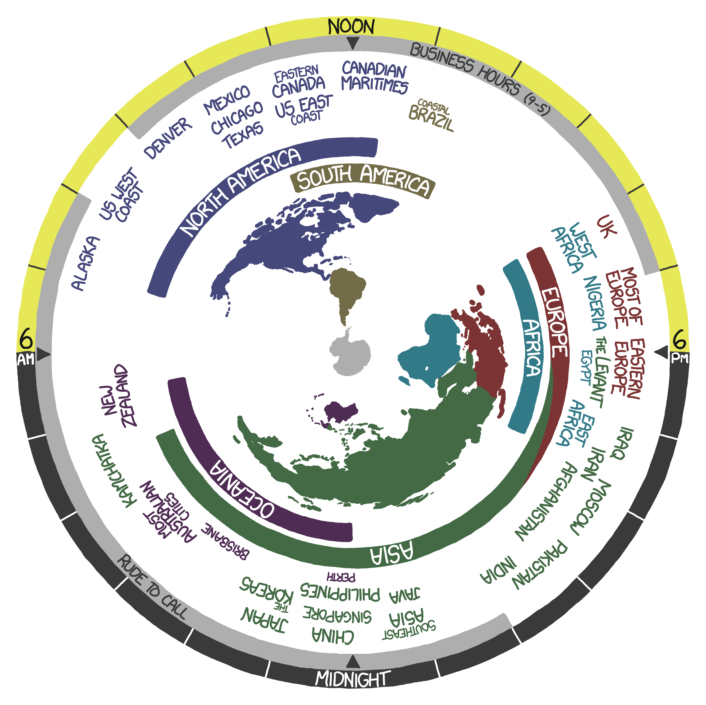 NOON
BUSINESS HOURS (9-5)
CANADIAN
MARITIMES
EASTERN
CANADA
US EAST
COAST
COASTAL
BRAZIL
MEXICO
CHICAGO
TEXAS
DENVER
US WEST
COAST
ALASKA
NORTH AMERICA
SOUTH AMERICA
UK
WEST
AFRICA
MOST OF
EUROPE
NIGERIA
EUROPE
AFRICA
6
AM
6
PM
EASTERN
EUROPE
THE LEVANT
EGYPT
EAST
AFRICA
NEW
ZEALAND
IRAQ
IRAN
MOSCOW
AFGHANISTAN
KAMCHATKA
MOST
AUSTRALIAN
CITIES
BRISBANE
OCEANIA
ASIA
PAKISTAN
INDIA
PERTH
PHILIPPINES
JAVA
THE
KOREAS
JAPAN
SINGAPORE
CHINA
SOUTHEAST
ASIA
RUDE TO CALL
MIDNIGHT